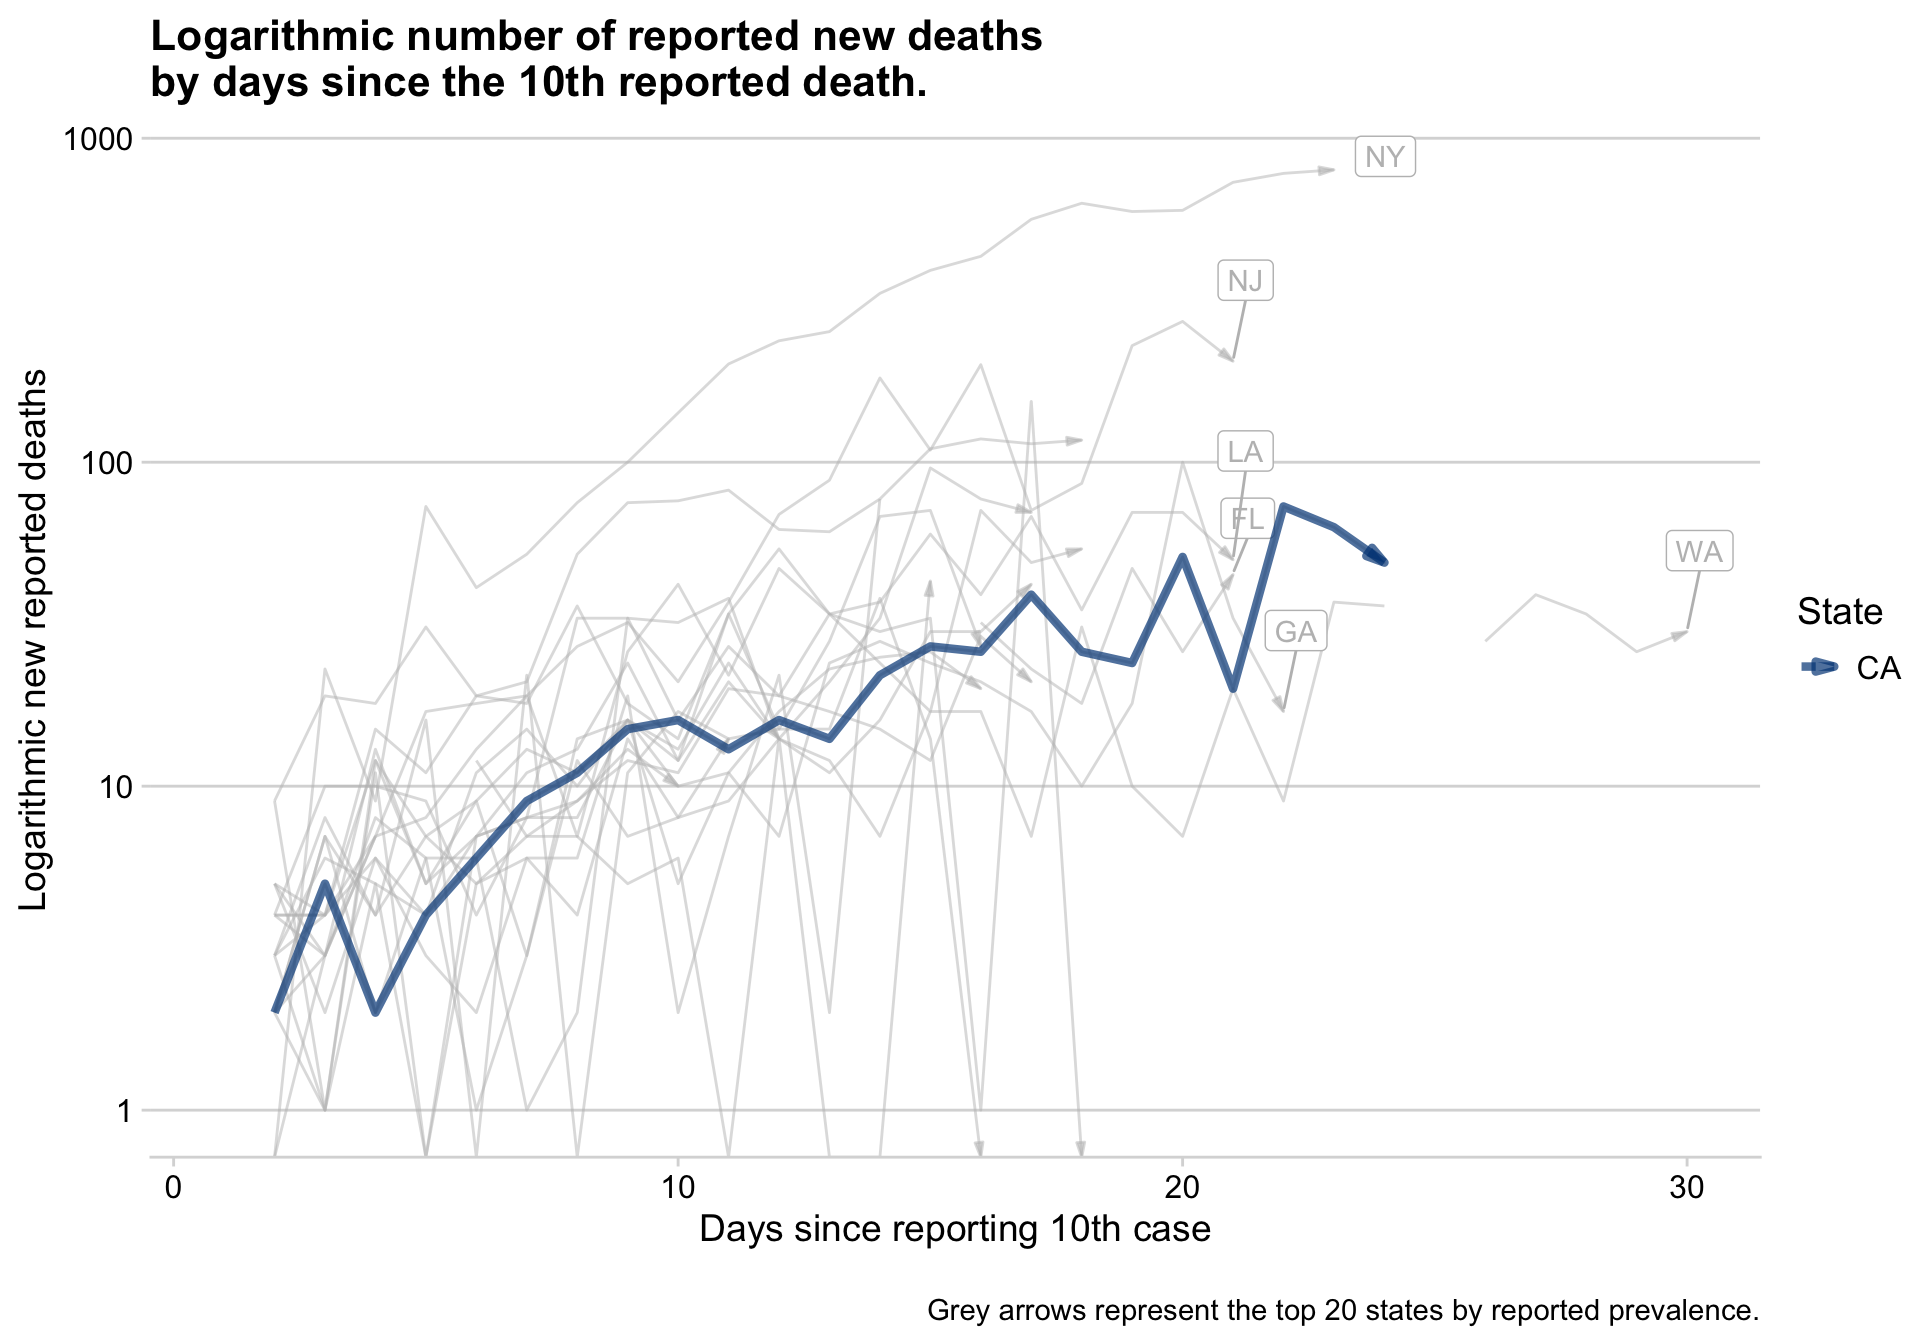 Logarithmic number of reported new deaths
by days since the 10th reported death.
1000
100
10
1
Logarithmic new reported deaths
NY
NJ
LA
FL
GA
WA
State
CA
0
10
20
30
Days since reporting 10th case
Grey arrows represent the top 20 states by reported prevalence.